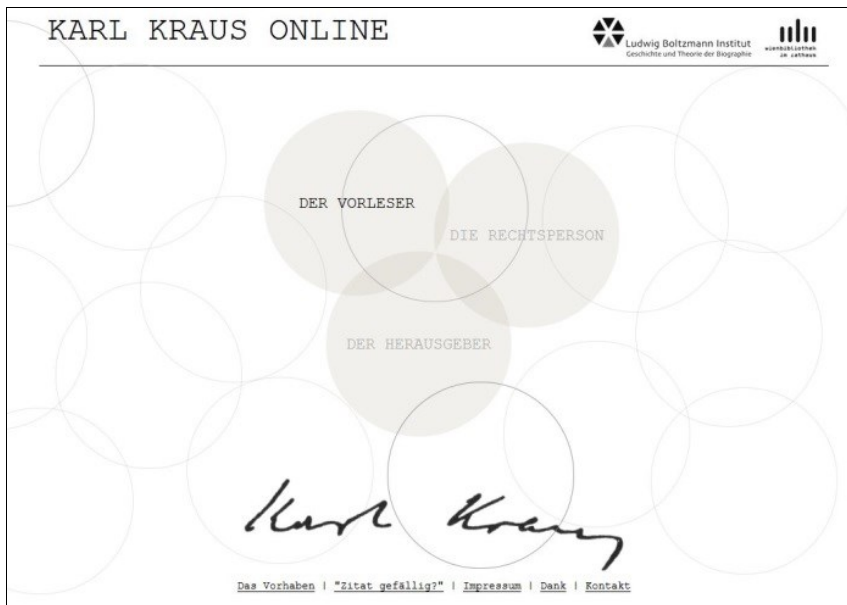 KARL KRAUS ONLINE
Ludwig Boltzmann Institut
Geschichte und Theorie der Biographie
wienbibliothek
im rathaus
DER VORLESER
DIE RECHTSPERSON
DER HERAUSGEBER
Karl Kraus
Das Vorhaben | "Zitat gefällig?" | Impressum | Dank | Kontakt